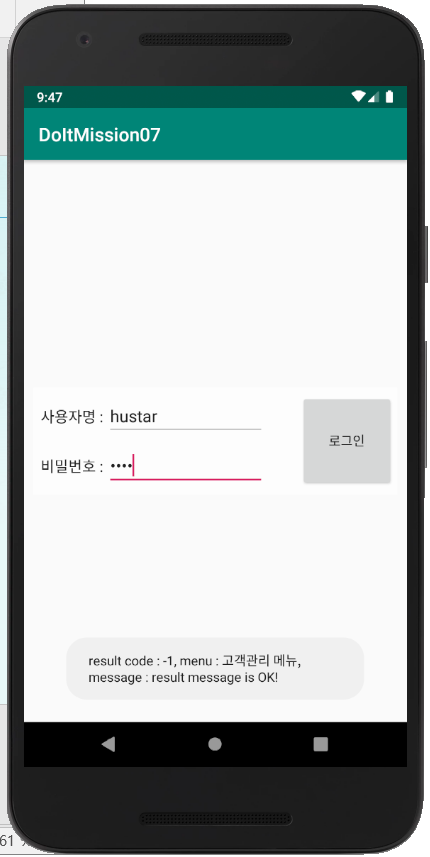 9:47
DoItMission07
사용자명 : hustar
로그인
비밀번호 : ••••
result code : -1, menu : 고객관리 메뉴,
message : result message is OK!
61